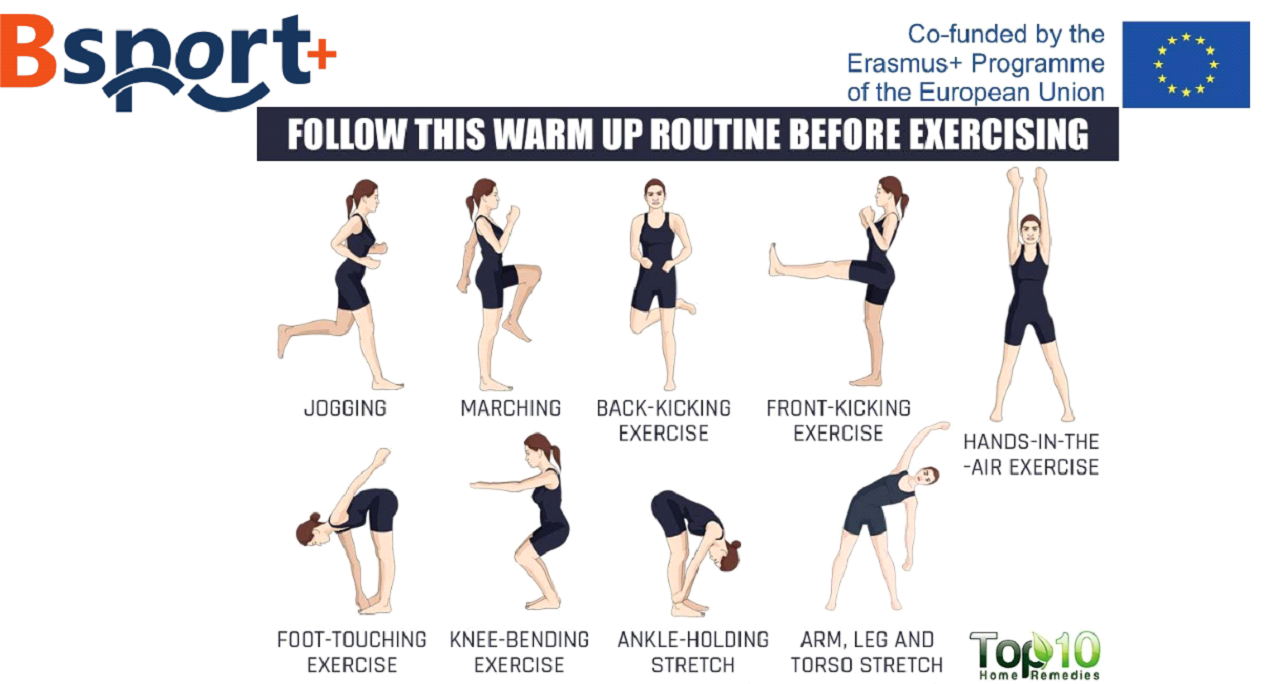 Bsport+
Co-funded by the
Erasmus+ Programme
of the European Union
FOLLOW THIS WARM UP ROUTINE BEFORE EXERCISING
JOGGING
MARCHING
BACK-KICKING
EXERCISE
FRONT-KICKING
EXERCISE
HANDS-IN-THE
-AIR EXERCISE
FOOT-TOUCHING
EXERCISE
KNEE-BENDING
EXERCISE
ANKLE-HOLDING
STRETCH
ARM, LEG AND
TORSO STRETCH
Top10
Home Remedies